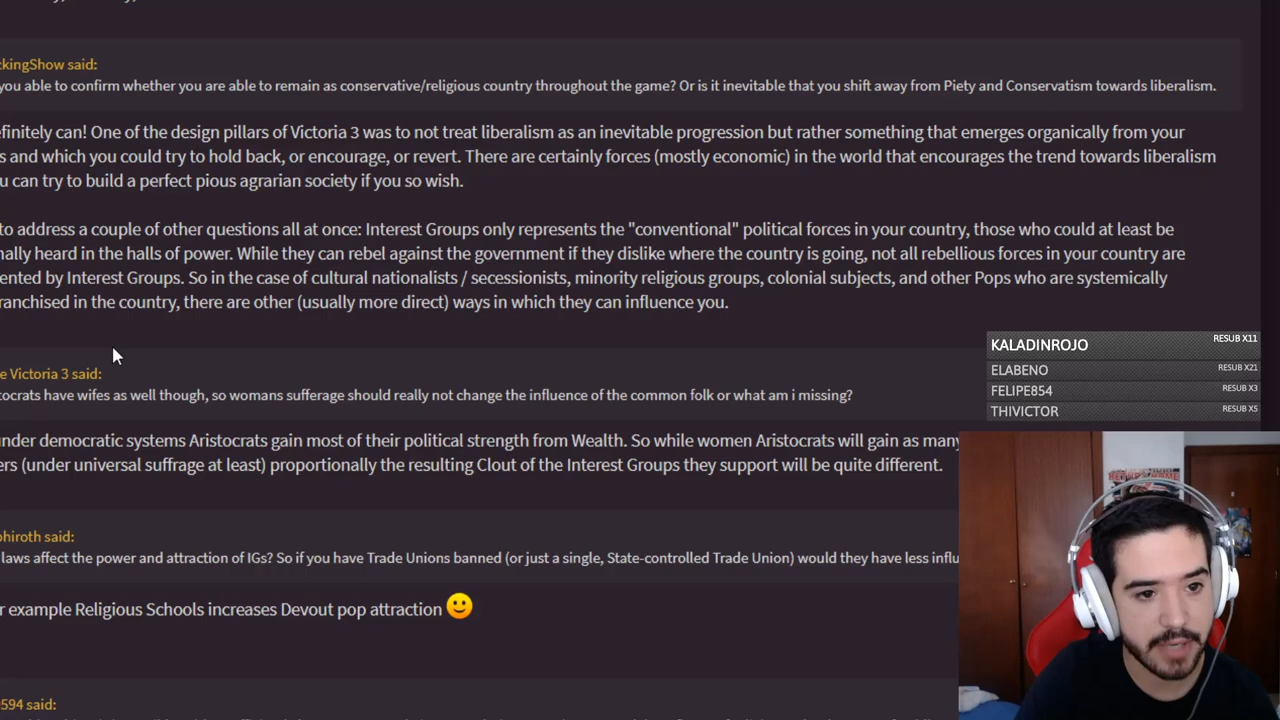 ckingShow said:
you able to confirm whether you are able to remain as conservative/religious country throughout the game? Or is it inevitable that you shift away from Piety and Conservatism towards liberalism.
efinitely can! One of the design pillars of Victoria 3 was to not treat liberalism as an inevitable progression but rather something that emerges organically from your
s and which you could try to hold back, or encourage, or revert. There are certainly forces (mostly economic) in the world that encourages the trend towards liberalism
u can try to build a perfect pious agrarian society if you so wish.
to address a couple of other questions all at once: Interest Groups only represents the "conventional" political forces in your country, those who could at least be
nally heard in the halls of power. While they can rebel against the government if they dislike where the country is going, not all rebellious forces in your country are
ented by Interest Groups. So in the case of cultural nationalists / secessionists, minority religious groups, colonial subjects, and other Pops who are systemically
ranchised in the country, there are other (usually more direct) ways in which they can influence you.
KALADINROJO RESUB X11
ELABENO RESUB X21
FELIPE854 RESUB X3
THIVICTOR RESUB X5
e Victoria 3 said:
tocrats have wifes as well though, so womans sufferage should really not change the influence of the common folk or what am i missing?
under democratic systems Aristocrats gain most of their political strength from Wealth. So while women Aristocrats will gain as many
ers (under universal suffrage at least) proportionally the resulting Clout of the Interest Groups they support will be quite different.
phiroth said:
laws affect the power and attraction of IGs? So if you have Trade Unions banned (or just a single, State-controlled Trade Union) would they have less influ
r example Religious Schools increases Devout pop attraction
594 said: